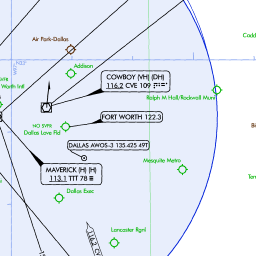 Air Park-Dallas
Cadd
Addison
SVFR
Worth Intl
COWBOY (VH) (DH)
116.2 CVE 109
Ralph M Hall/Rockwall Muni
FORT WORTH 122.3
NO SVFR
Dallas Love Fld
DALLAS AWOS-3 135.425 49T
Mesquite Metro
MAVERICK (H) (H)
113.1 TTT 78
Dallas Exec
Lancaster Rgnl
116.2 CV